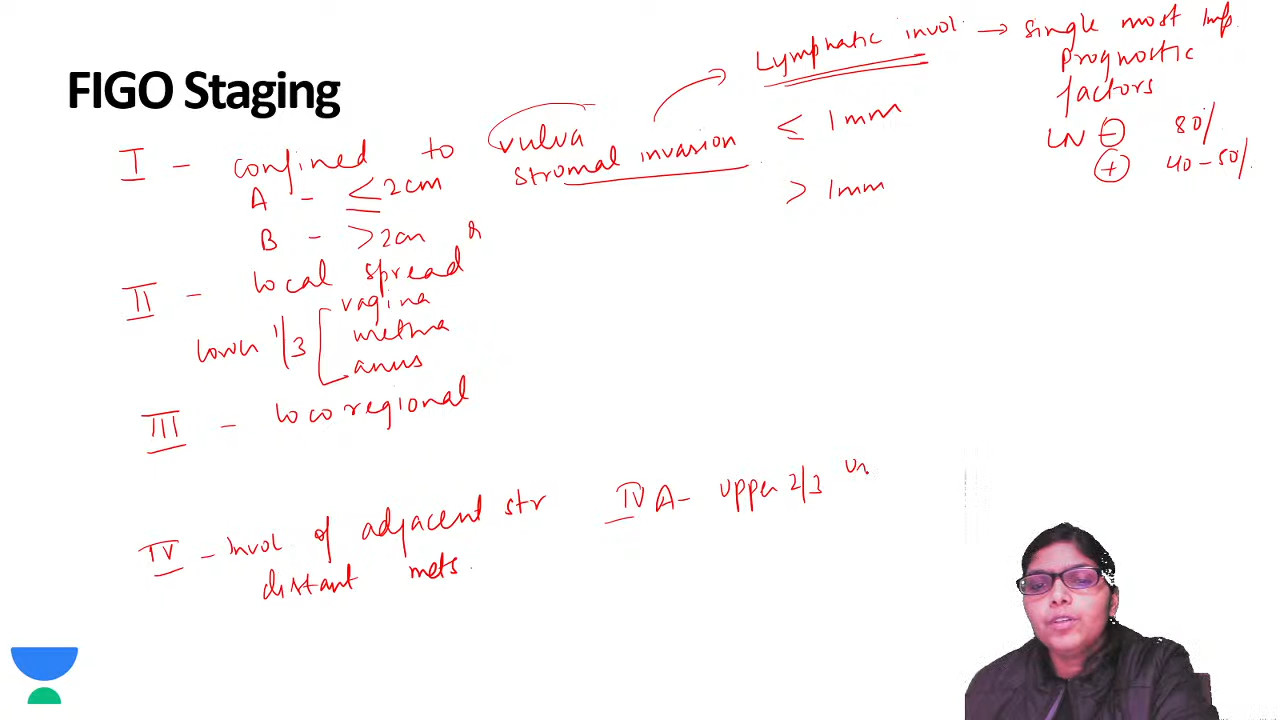 FIGO Staging
I - confined to vulva
stromal invasion
A - ≤ 2cm
B - > 2cm
II - local spread
lower 1/3 vagina
urethra
anus
III - locoregional
IV - invol of adjacent str
distant mets.
IV A - upper 2/3
Lymphatic invol. → single most imp.
prognostic
factors
LN ⊖ 80%
⊕ 40-50%
≤ 1mm
> 1mm